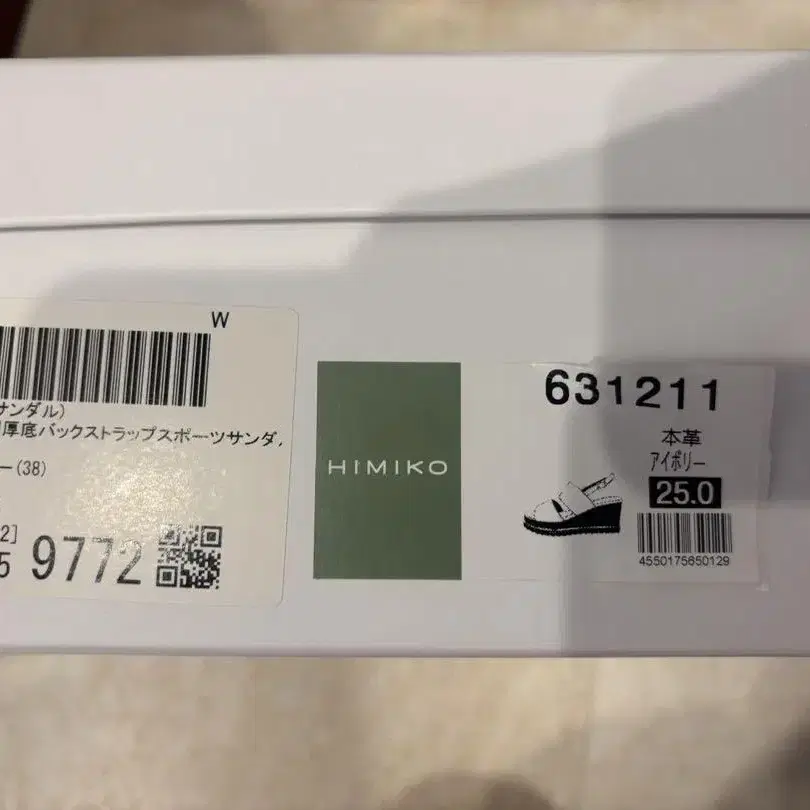 W
サンダル)
厚底バックストラップスポーツサンダ.
ー(38)
2]
5 9772
HIMIKO
631211
本革
アイボリー
25.0
4550175650129